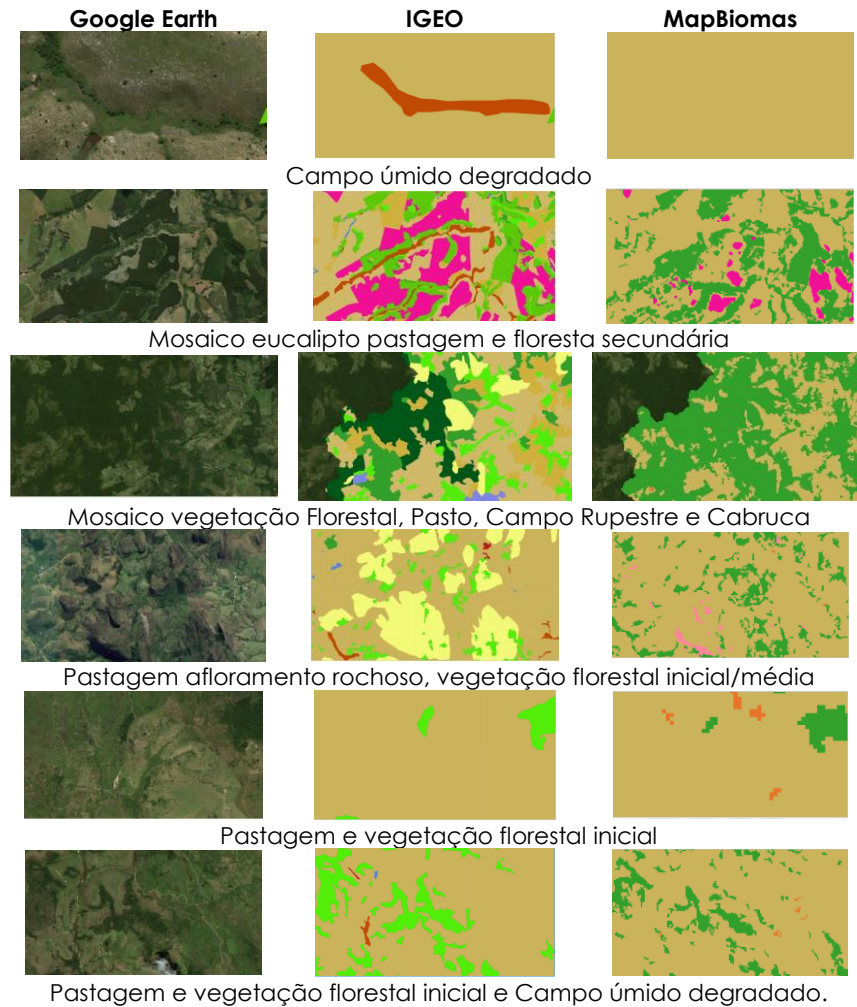 Google Earth IGEO MapBiomas
Campo úmido degradado
Mosaico eucalipto pastagem e floresta secundária
Mosaico vegetação Florestal, Pasto, Campo Rupestre e Cabruca
Pastagem afloramento rochoso, vegetação florestal inicial/média
Pastagem e vegetação florestal inicial
Pastagem e vegetação florestal inicial e Campo úmido degradado.